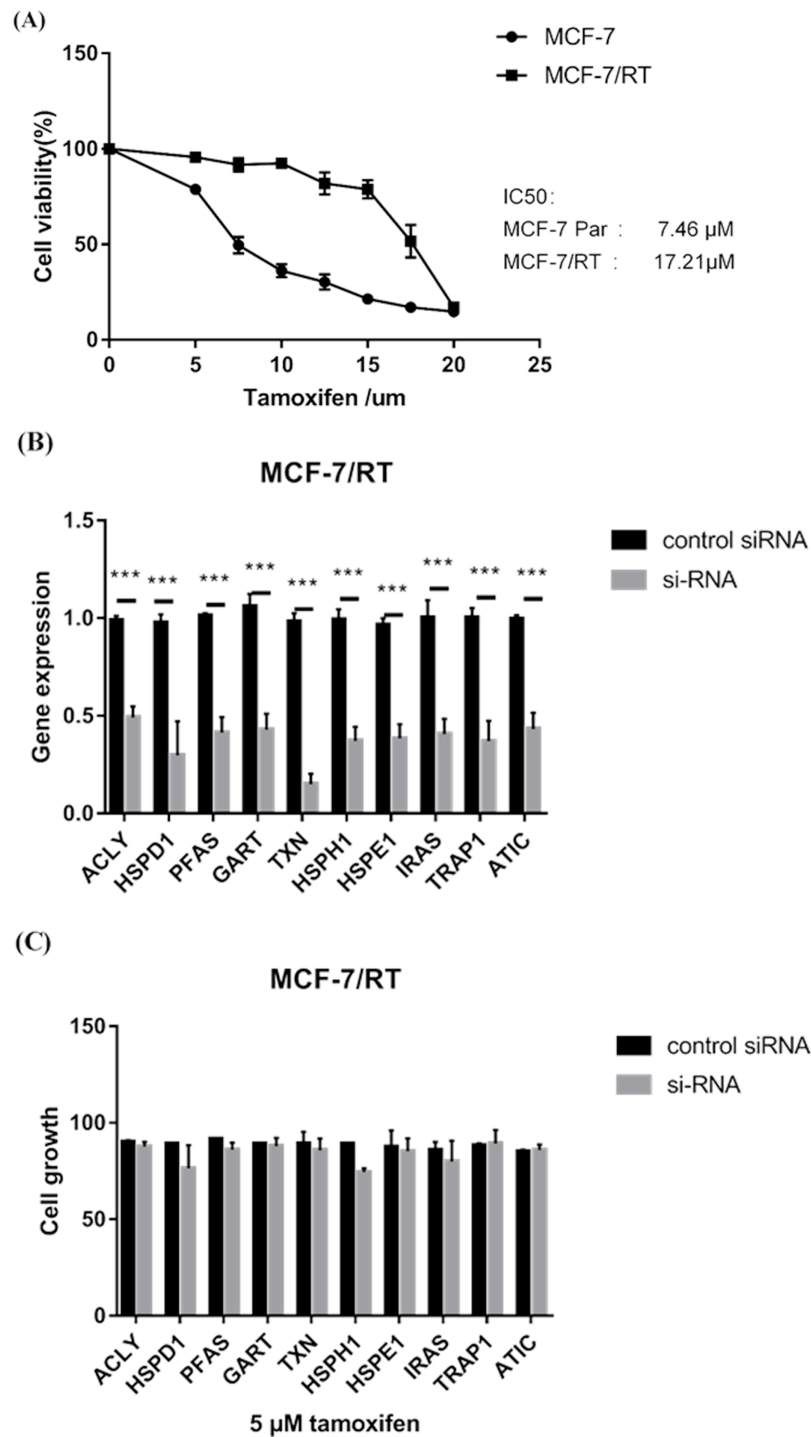 (A)
MCF-7
MCF-7/RT
150
100
50
0
Cell viability(%)
0 5 10 15 20 25
Tamoxifen /um
IC50:
MCF-7 Par : 7.46 μM
MCF-7/RT : 17.21μM
(B)
MCF-7/RT
1.5
1.0
0.5
0.0
Gene expression
*** *** *** *** *** *** *** *** *** ***
control siRNA
si-RNA
ACLY HSPD1 PFAS GART TXN HSPH1 HSPE1 IRAS TRAP1 ATIC
(C)
MCF-7/RT
150
100
50
0
Cell growth
control siRNA
si-RNA
ACLY HSPD1 PFAS GART TXN HSPH1 HSPE1 IRAS TRAP1 ATIC
5 μM tamoxifen